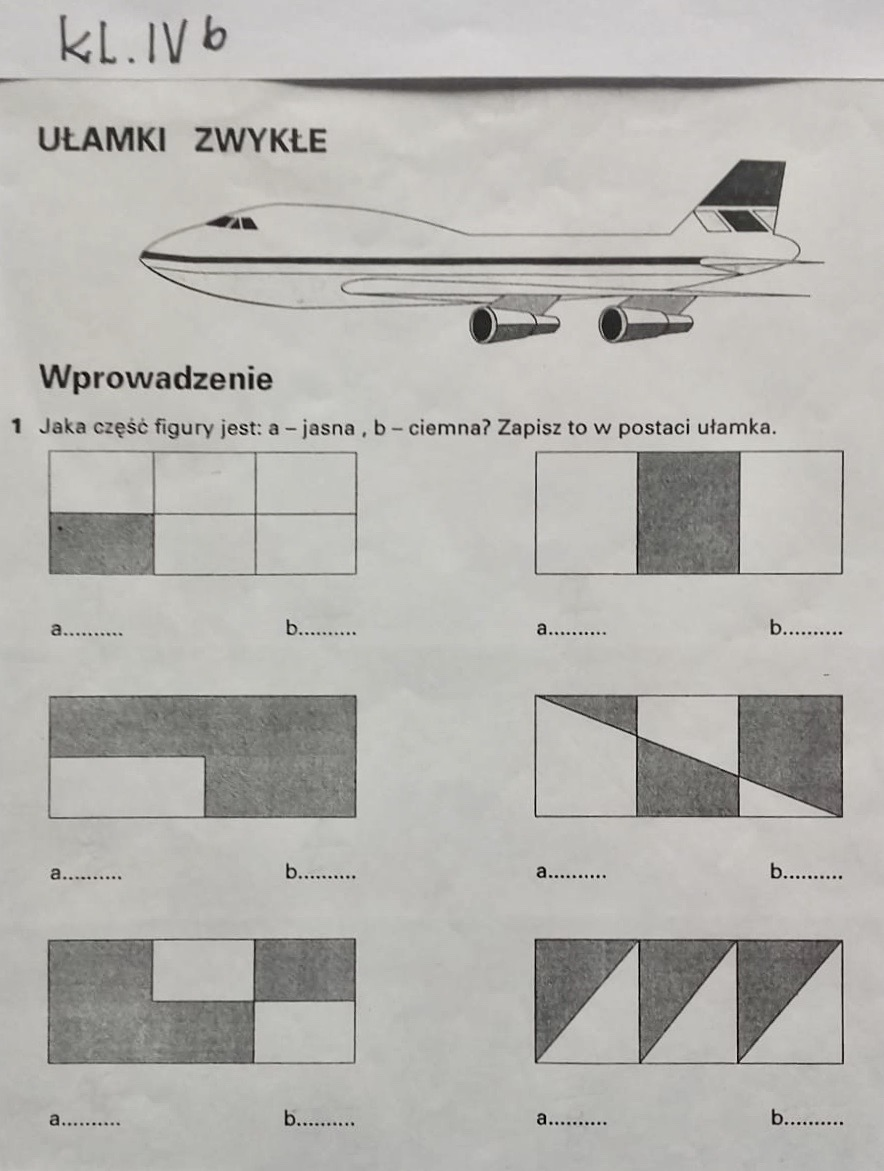 kl. IV b
UŁAMKI ZWYKŁE
Wprowadzenie
1 Jaka część figury jest: a – jasna , b – ciemna? Zapisz to w postaci ułamka.
a.......... b.......... a.......... b..........
a.......... b.......... a.......... b..........
a.......... b.......... a.......... b..........